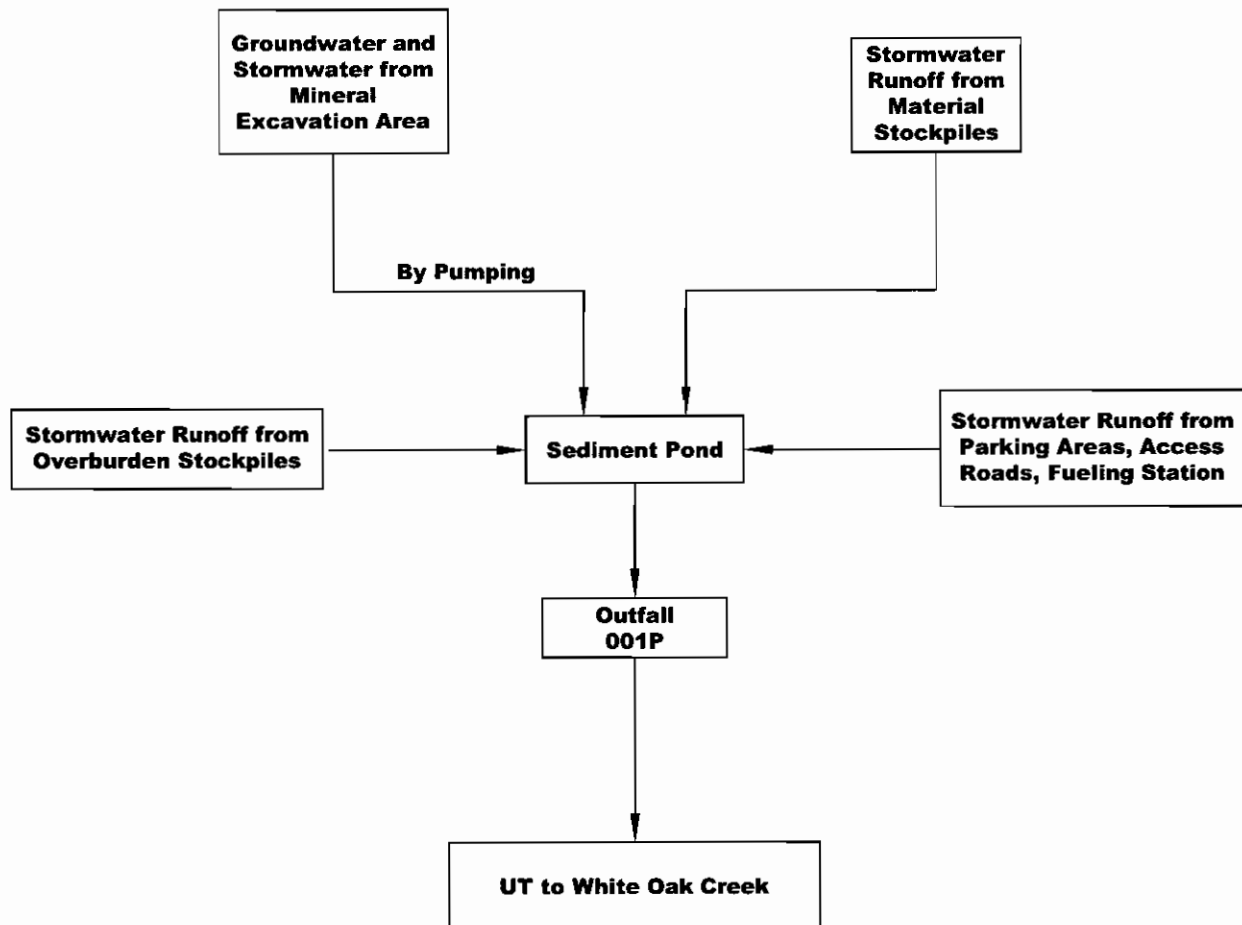 Groundwater and
Stormwater from
Mineral
Excavation Area
Stormwater
Runoff from
Material
Stockpiles
By Pumping
Stormwater Runoff from
Overburden Stockpiles
Sediment Pond
Stormwater Runoff from
Parking Areas, Access
Roads, Fueling Station
Outfall
001P
UT to White Oak Creek